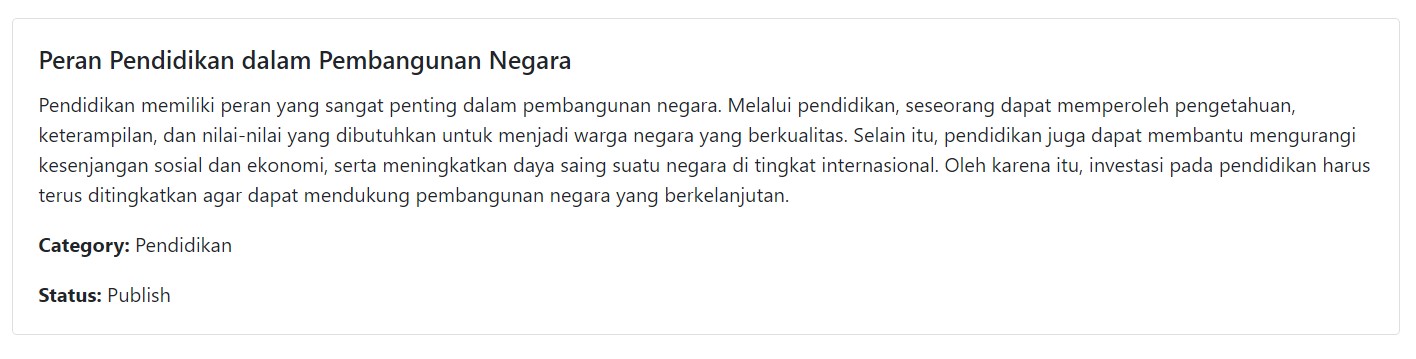 Peran Pendidikan dalam Pembangunan Negara
Pendidikan memiliki peran yang sangat penting dalam pembangunan negara. Melalui pendidikan, seseorang dapat memperoleh pengetahuan,
keterampilan, dan nilai-nilai yang dibutuhkan untuk menjadi warga negara yang berkualitas. Selain itu, pendidikan juga dapat membantu mengurangi
kesenjangan sosial dan ekonomi, serta meningkatkan daya saing suatu negara di tingkat internasional. Oleh karena itu, investasi pada pendidikan harus
terus ditingkatkan agar dapat mendukung pembangunan negara yang berkelanjutan.
Category: Pendidikan
Status: Publish